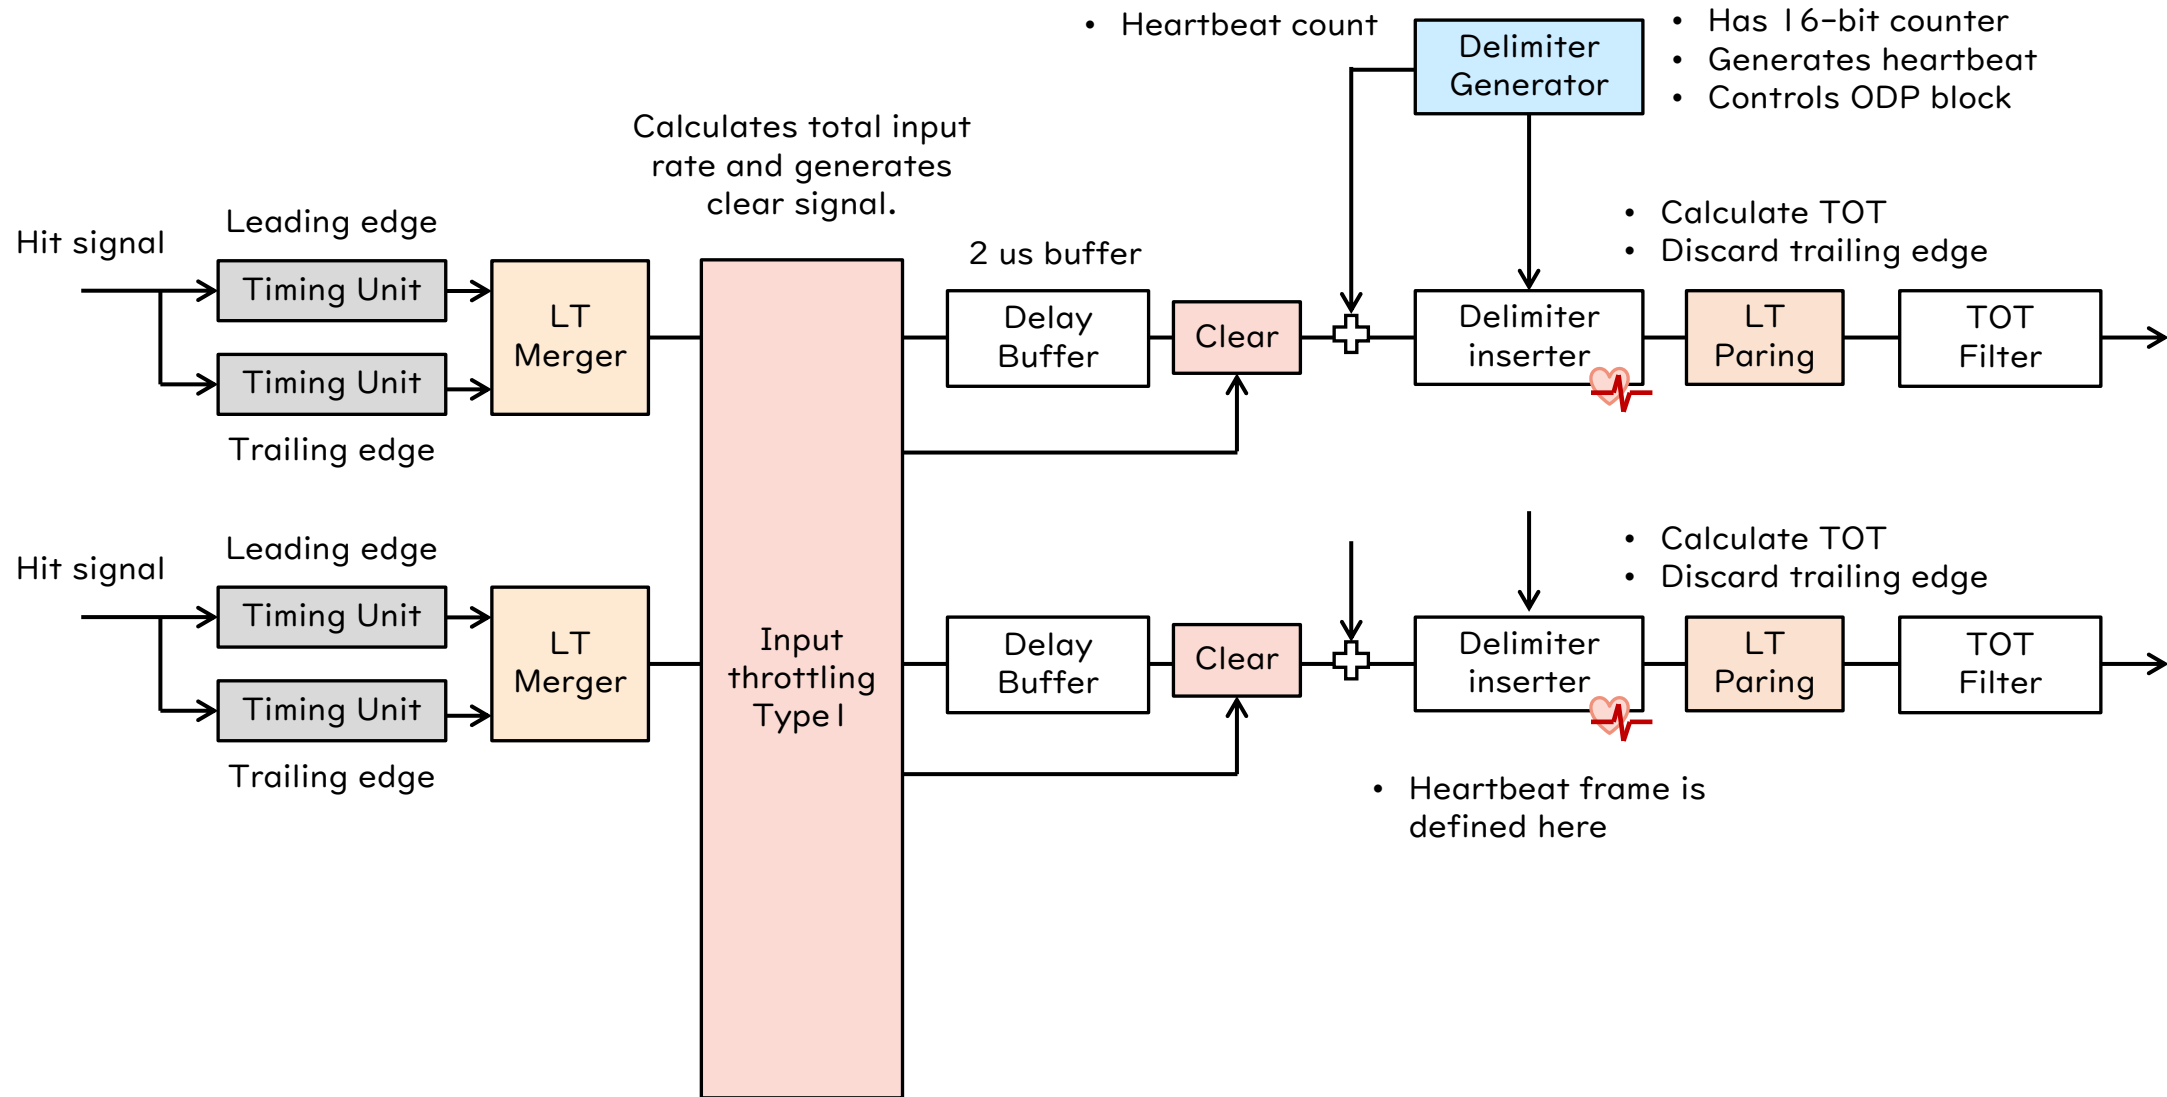 • Heartbeat count
Delimiter
Generator
• Has 16-bit counter
• Generates heartbeat
• Controls ODP block
Calculates total input
rate and generates
clear signal.
Hit signal
Leading edge
Timing Unit
Timing Unit
Trailing edge
LT
Merger
2 us buffer
Delay
Buffer
Clear
Delimiter
inserter
• Calculate TOT
• Discard trailing edge
LT
Paring
TOT
Filter
Hit signal
Leading edge
Timing Unit
Timing Unit
Trailing edge
LT
Merger
Input
throttling
Type1
Delay
Buffer
Clear
Delimiter
inserter
• Calculate TOT
• Discard trailing edge
LT
Paring
TOT
Filter
• Heartbeat frame is
defined here